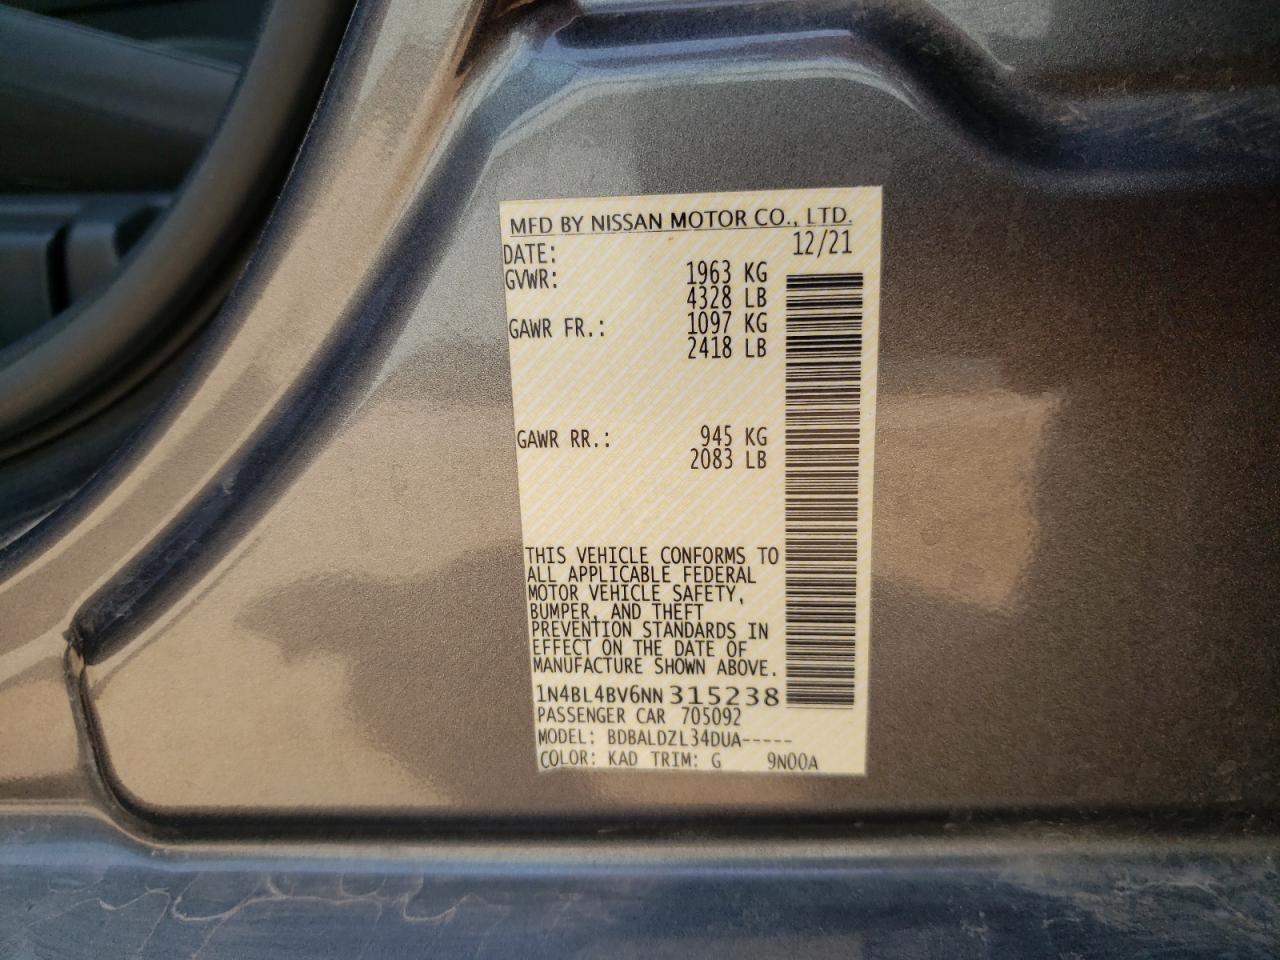 MFD BY NISSAN MOTOR CO., LTD.
DATE: 12/21
GVWR: 1963 KG
4328 LB
GAWR FR.: 1097 KG
2418 LB
GAWR RR.: 945 KG
2083 LB
THIS VEHICLE CONFORMS TO
ALL APPLICABLE FEDERAL
MOTOR VEHICLE SAFETY,
BUMPER, AND THEFT
PREVENTION STANDARDS IN
EFFECT ON THE DATE OF
MANUFACTURE SHOWN ABOVE.
1N4BL4BV6NN315238
PASSENGER CAR 705092
MODEL: BDBALDZL34DUA-----
COLOR: KAD TRIM: G 9N00A